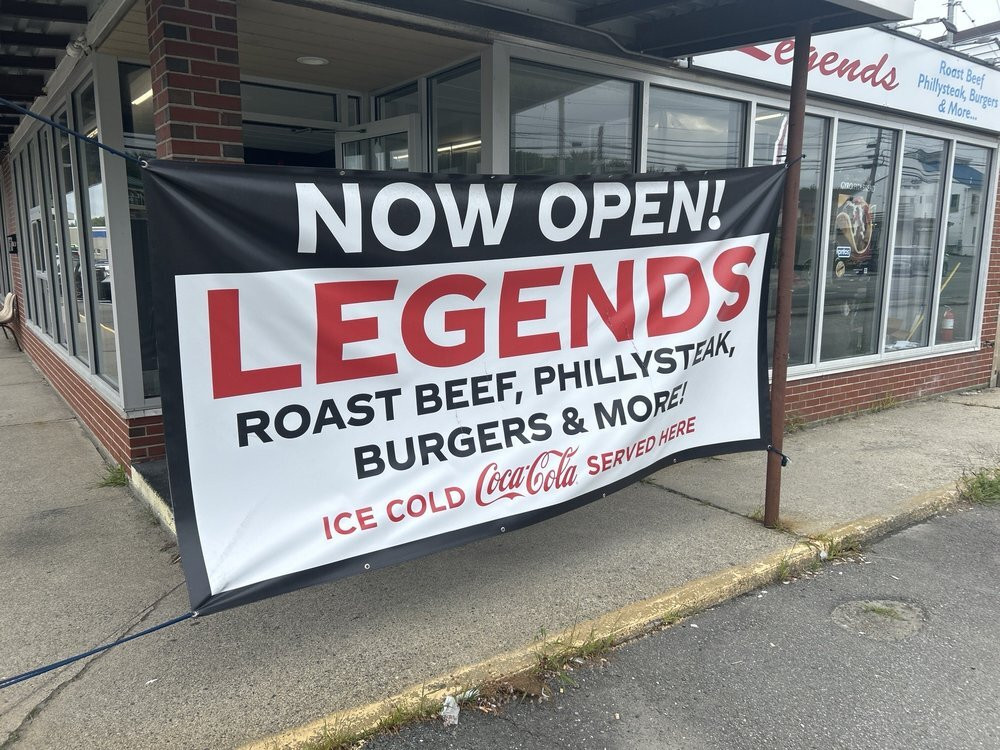 Legends
Roast Beef
Phillysteak, Burgers
& More...
NOW OPEN!
LEGENDS
ROAST BEEF, PHILLYSTEAK,
BURGERS & MORE!
ICE COLD Coca-Cola SERVED HERE